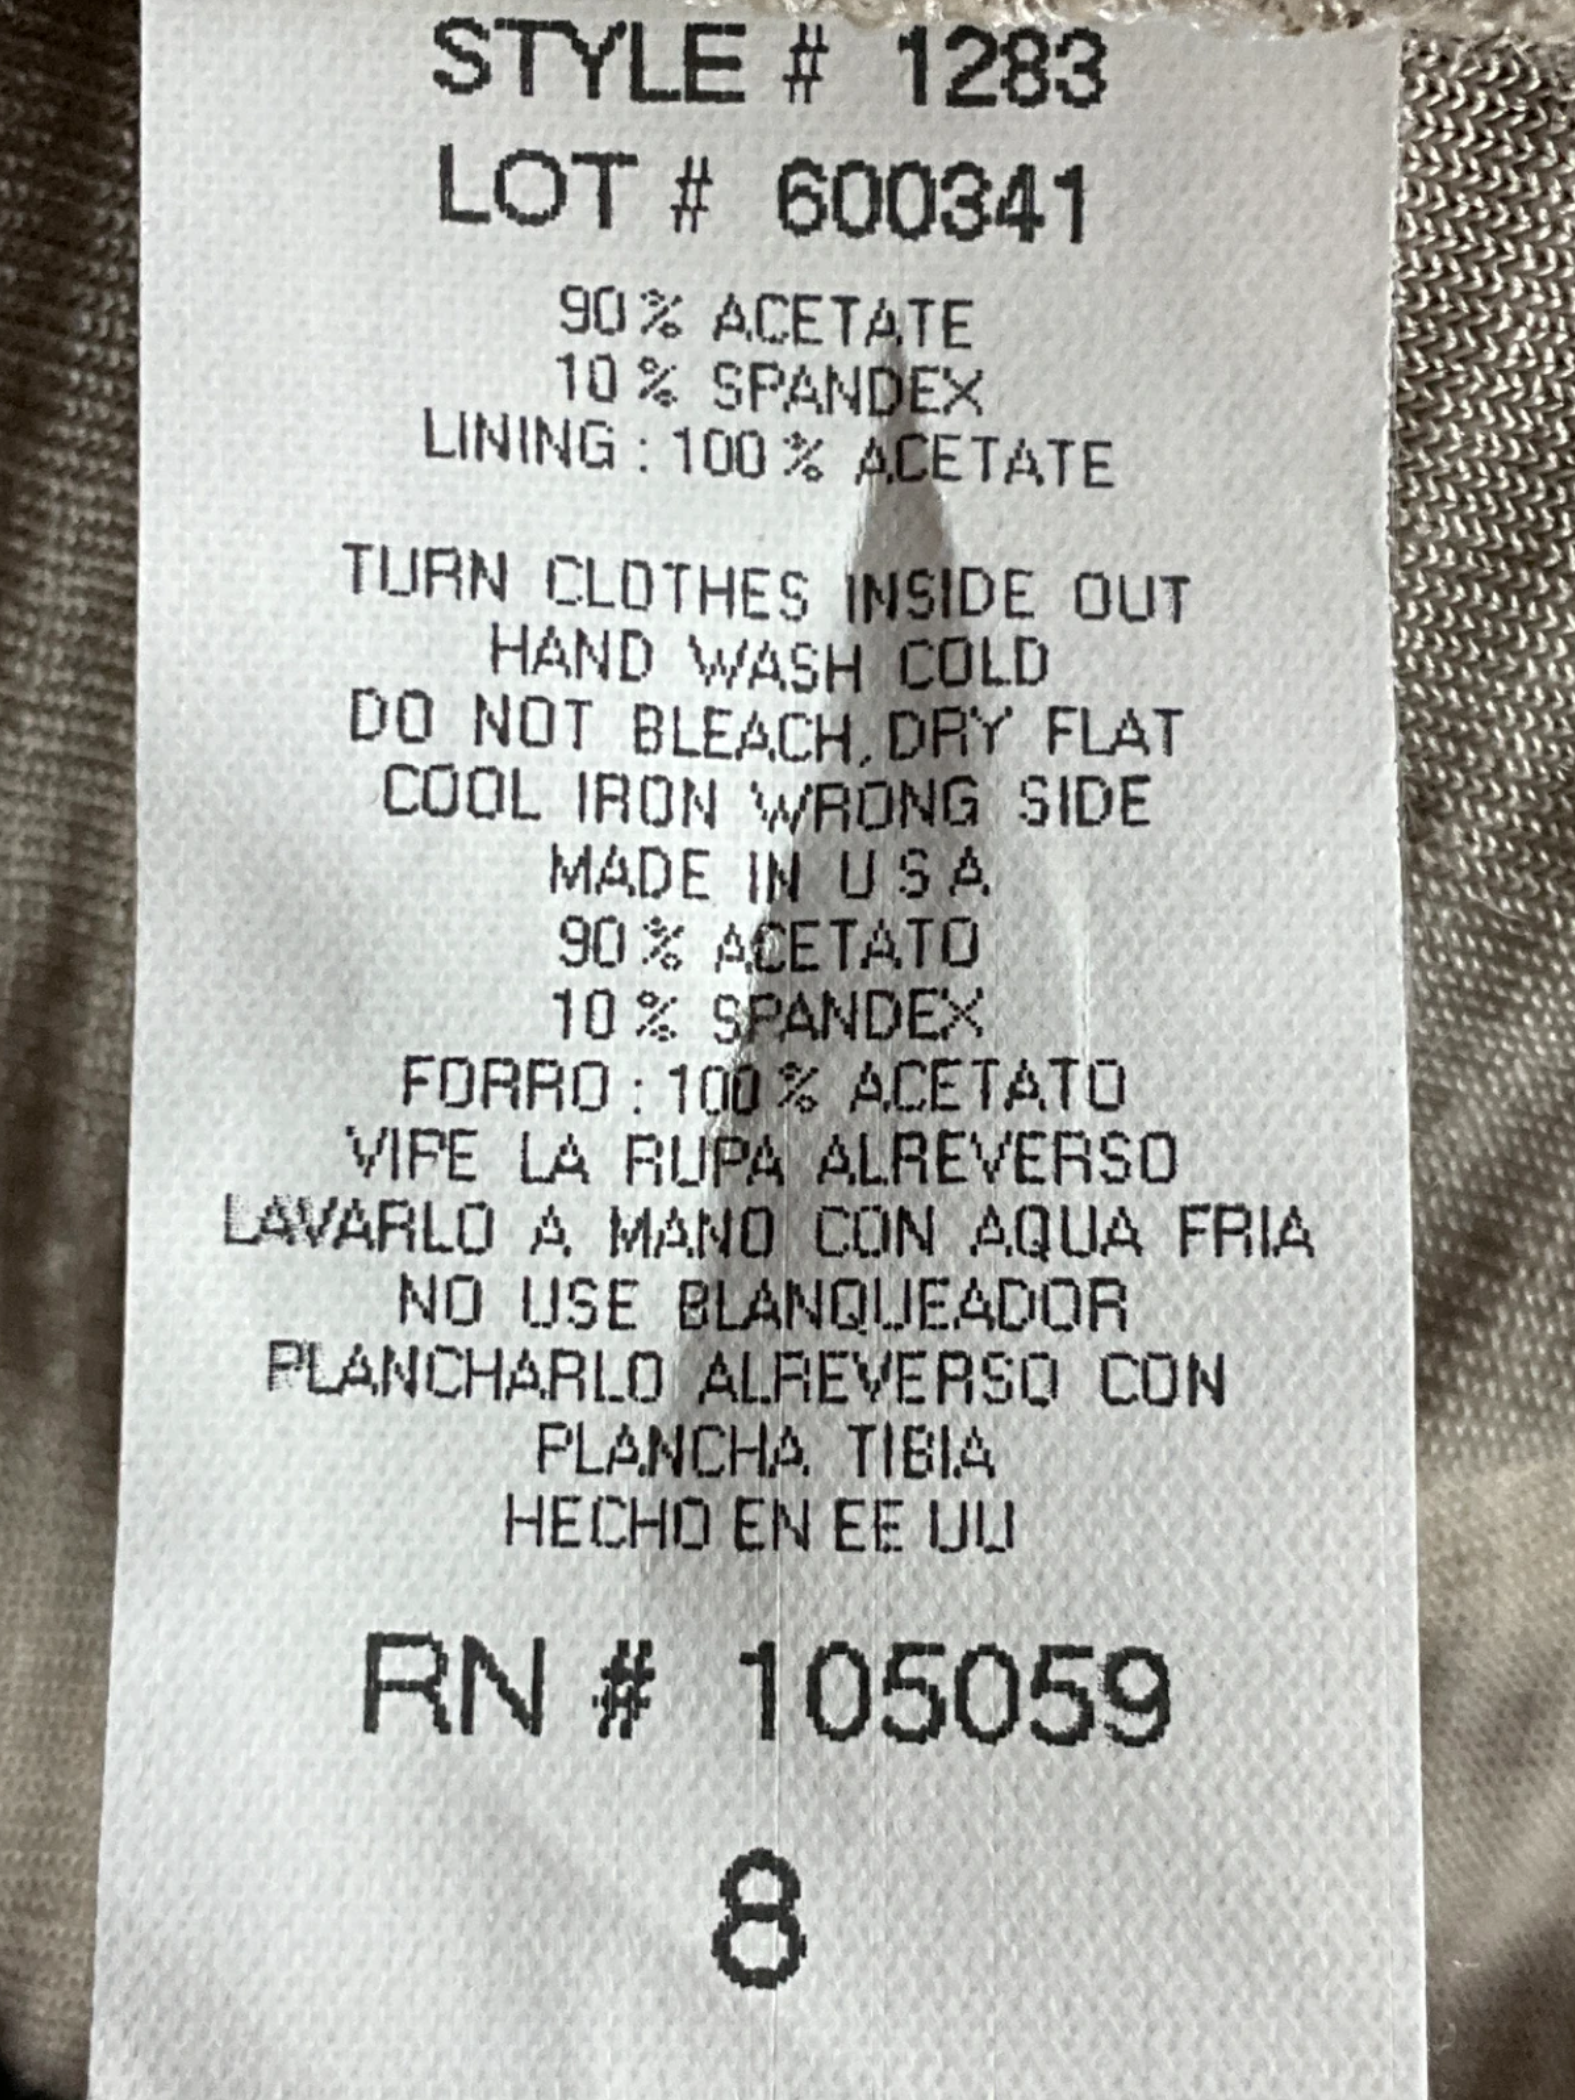 STYLE # 1283
LOT # 600341
90% ACETATE
10% SPANDEX
LINING:100% ACETATE
TURN CLOTHES INSIDE OUT
HAND WASH COLD
DO NOT BLEACH,DRY FLAT
COOL IRON WRONG SIDE
MADE IN U S A
90% ACETATO
10% SPANDEX
FORRO:100% ACETATO
VIPE LA RUPA ALREVERSO
LAVARLO A MANO CON AQUA FRIA
NO USE BLANQUEADOR
PLANCHARLO ALREVERSO CON
PLANCHA TIBIA
HECHO EN EE UU
RN # 105059
8